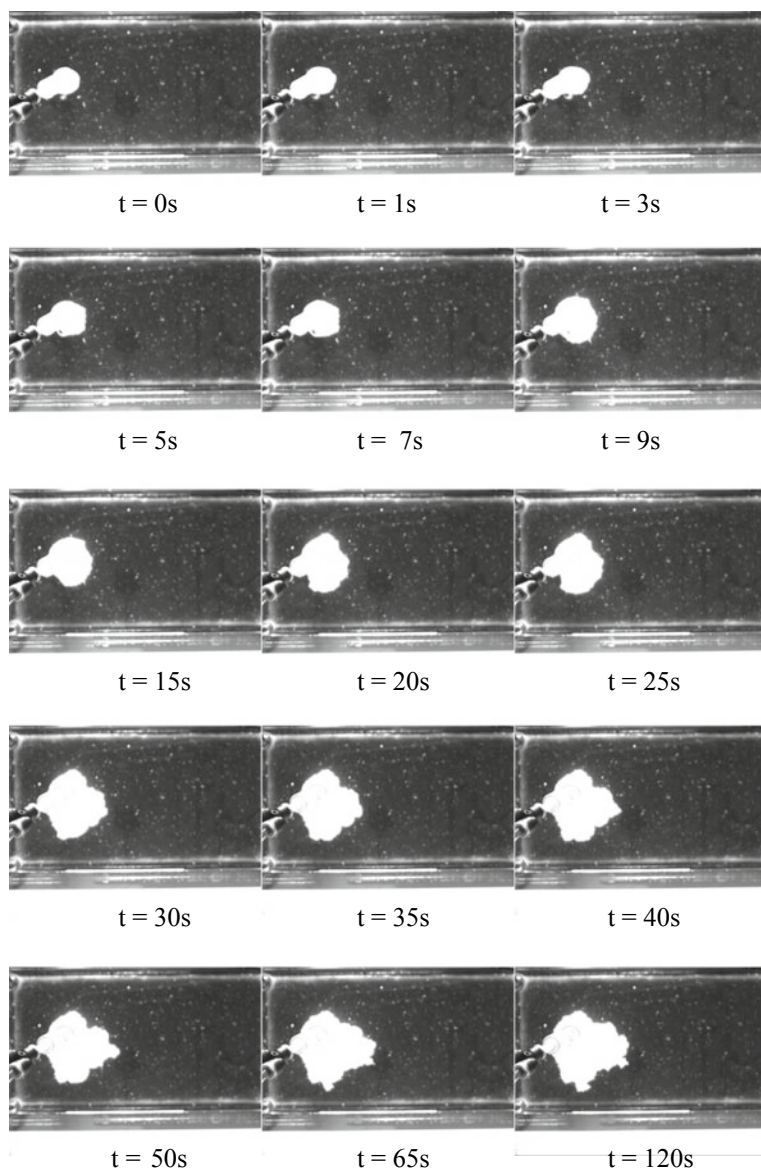 t = 0s
t = 1s
t = 3s
t = 5s
t = 7s
t = 9s
t = 15s
t = 20s
t = 25s
t = 30s
t = 35s
t = 40s
t = 50s
t = 65s
t = 120s